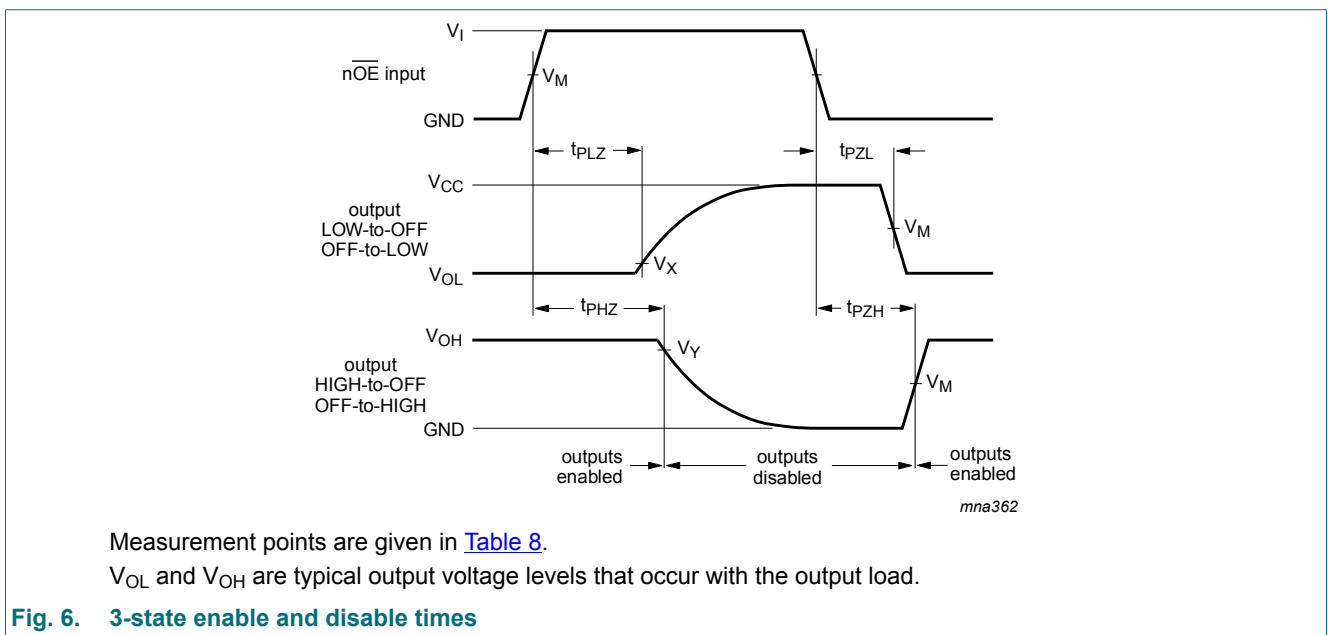 V_I
nOE input
V_M
GND
t_PLZ
t_PZL
V_CC
output
LOW-to-OFF
OFF-to-LOW
V_M
V_X
V_OL
t_PHZ
t_PZH
V_OH
V_Y
output
HIGH-to-OFF
OFF-to-HIGH
V_M
GND
outputs
enabled
outputs
disabled
outputs
enabled
mna362
Measurement points are given in Table 8.
V_OL and V_OH are typical output voltage levels that occur with the output load.
Fig. 6. 3-state enable and disable times